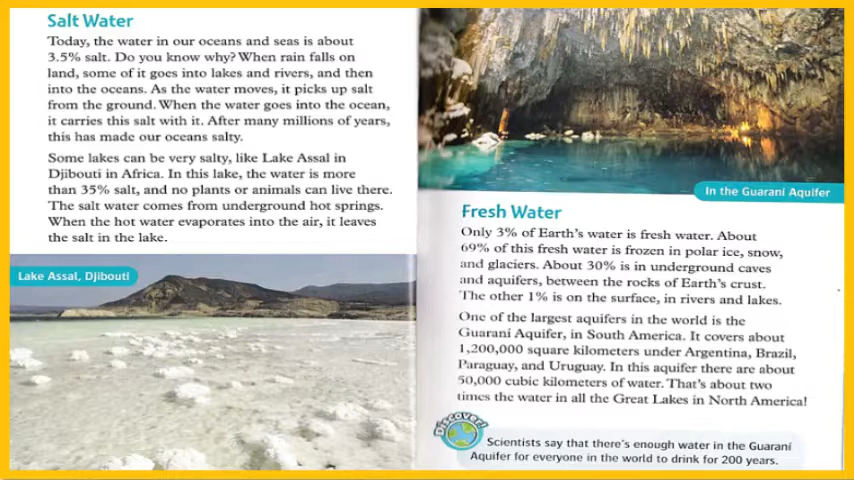 Salt Water
Today, the water in our oceans and seas is about
3.5% salt. Do you know why? When rain falls on
land, some of it goes into lakes and rivers, and then
into the oceans. As the water moves, it picks up salt
from the ground. When the water goes into the ocean,
it carries this salt with it. After many millions of years,
this has made our oceans salty.
Some lakes can be very salty, like Lake Assal in
Djibouti in Africa. In this lake, the water is more
than 35% salt, and no plants or animals can live there.
The salt water comes from underground hot springs.
When the hot water evaporates into the air, it leaves
the salt in the lake.
Lake Assal, Djibouti
In the Guaraní Aquifer
Fresh Water
Only 3% of Earth's water is fresh water. About
69% of this fresh water is frozen in polar ice, snow,
and glaciers. About 30% is in underground caves
and aquifers, between the rocks of Earth's crust.
The other 1% is on the surface, in rivers and lakes.
One of the largest aquifers in the world is the
Guaraní Aquifer, in South America. It covers about
1,200,000 square kilometers under Argentina, Brazil,
Paraguay, and Uruguay. In this aquifer there are about
50,000 cubic kilometers of water. That's about two
times the water in all the Great Lakes in North America!
Discover!
Scientists say that there's enough water in the Guaraní
Aquifer for everyone in the world to drink for 200 years.